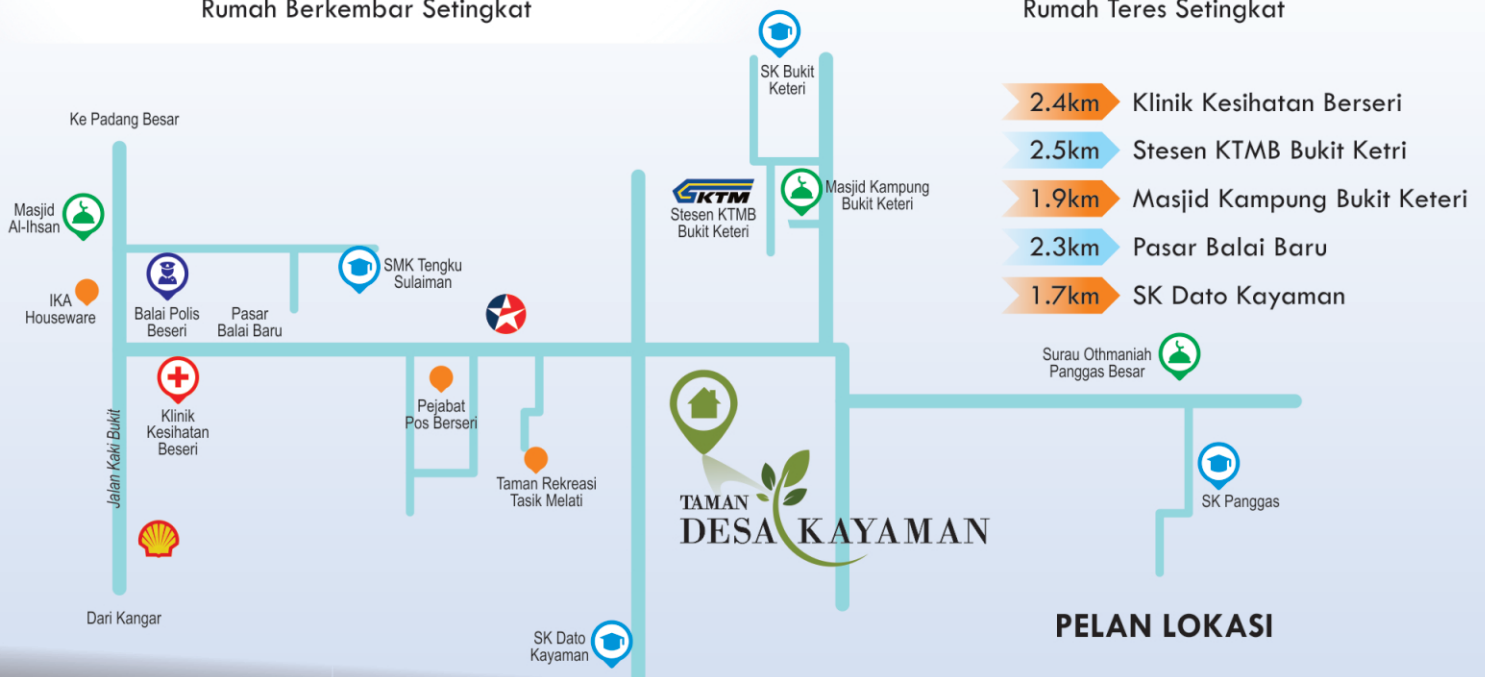 Rumah Berkembar Setingkat
Rumah Teres Setingkat
SK Bukit
Keteri
2.4km Klinik Kesihatan Berseri
2.5km Stesen KTMB Bukit Ketri
1.9km Masjid Kampung Bukit Keteri
2.3km Pasar Balai Baru
1.7km SK Dato Kayaman
Ke Padang Besar
Masjid
Al-Ihsan
KTM
Stesen KTMB
Bukit Keteri
Masjid Kampung
Bukit Keteri
SMK Tengku
Sulaiman
IKA
Houseware
Balai Polis
Beseri
Pasar
Balai Baru
Surau Othmaniah
Panggas Besar
Klinik
Kesihatan
Beseri
Pejabat
Pos Berseri
Jalan Kaki Bukit
Taman Rekreasi
Tasik Melati
SK Panggas
TAMAN
DESA KAYAMAN
Dari Kangar
SK Dato
Kayaman
PELAN LOKASI